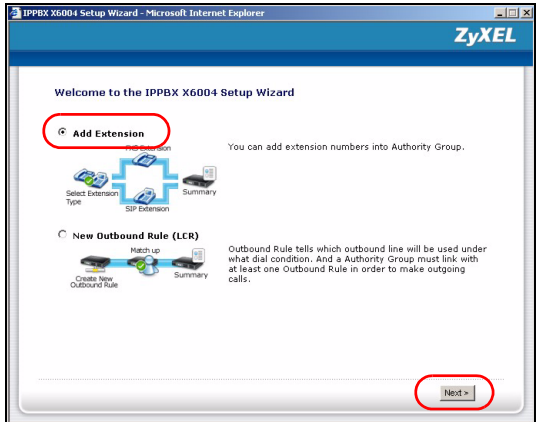 IPPBX X6004 Setup Wizard - Microsoft Internet Explorer
ZyXEL
Welcome to the IPPBX X6004 Setup Wizard
Add Extension
You can add extension numbers into Authority Group.
Extension
Select Extension
Type
Summary
SIP Extension
New Outbound Rule (LCR)
Match up
Outbound Rule tells which outbound line will be used under
what dial condition. And a Authority Group must link with
at least one Outbound Rule in order to make outgoing
calls.
Create New
Outbound Rule
Summary
Next >